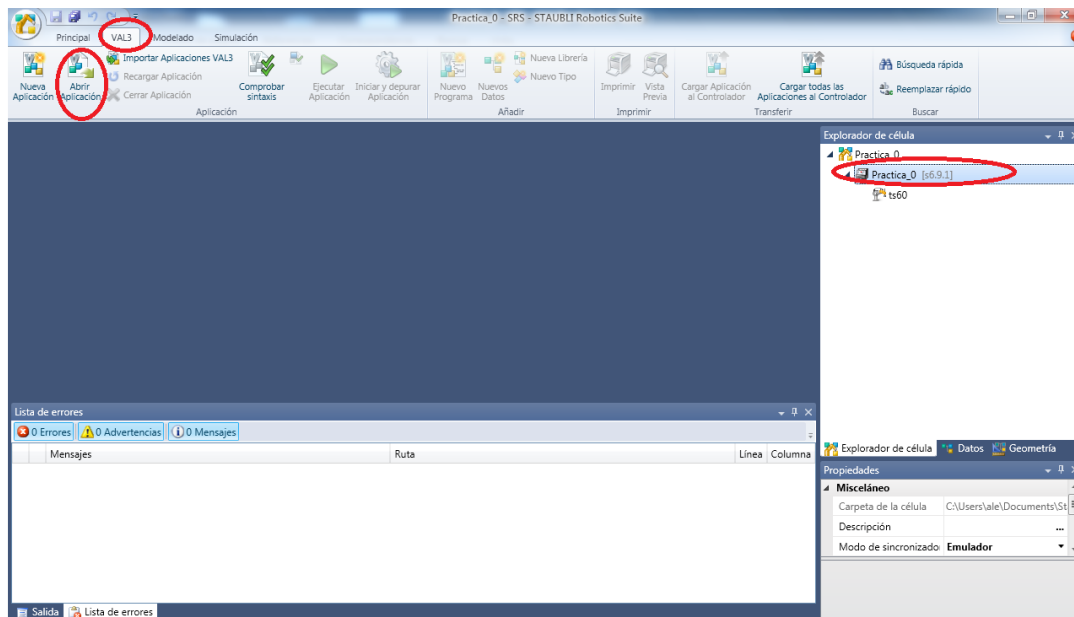 Practica_0 - SRS - STAUBLI Robotics Suite
Principal VAL3 Modelado Simulación
Nueva Aplicación
Abrir Aplicación
Importar Aplicaciones VAL3
Recargar Aplicación
Cerrar Aplicación
Comprobar sintaxis
Ejecutar Aplicación
Iniciar y depurar Aplicación
Nuevo Programa
Nuevos Datos
Nueva Librería
Nuevo Tipo
Imprimir
Vista Previa
Cargar Aplicación al Controlador
Cargar todas las Aplicaciones al Controlador
Búsqueda rápida
Reemplazar rápido
Aplicación Añadir Imprimir Transferir Buscar
Explorador de célula
Practica_0
Practica_0 [s6.9.1]
ts60
Lista de errores
0 Errores 0 Advertencias 0 Mensajes
Mensajes Ruta Línea Columna
Explorador de célula Datos Geometría
Propiedades
Misceláneo
Carpeta de la célula C:\Users\ale\Documents\St
Descripción ...
Modo de sincronizado Emulador
Salida Lista de errores